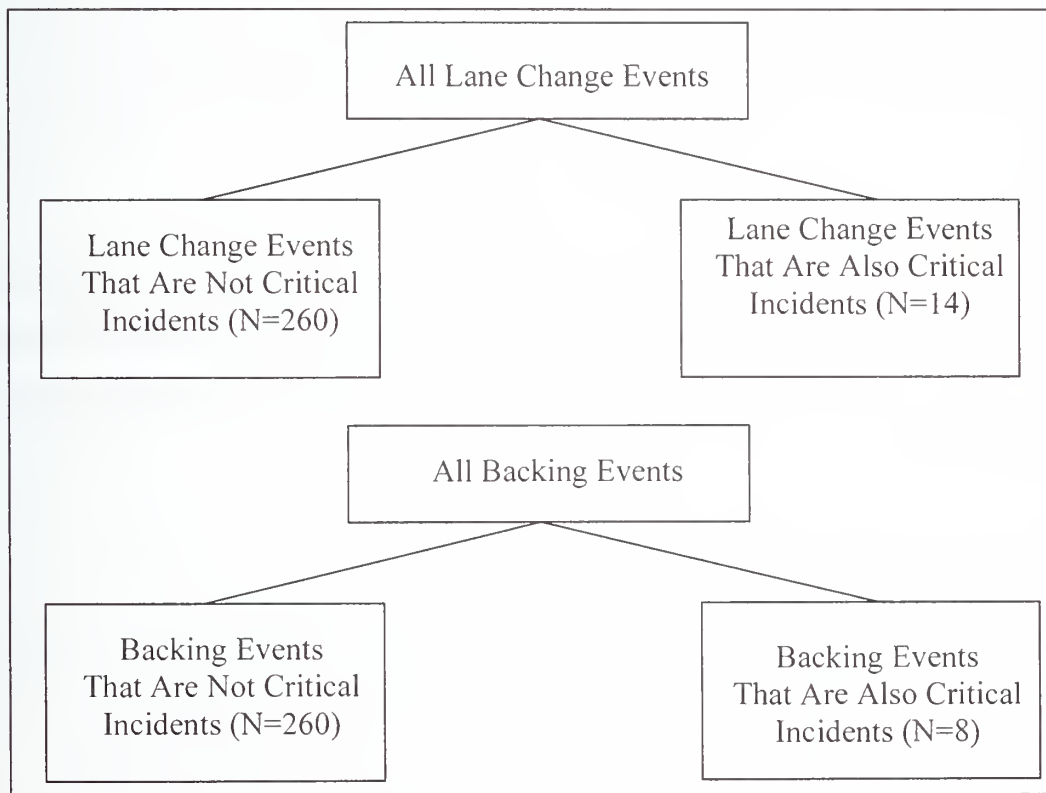 All Lane Change Events
Lane Change Events
That Are Not Critical
Incidents (N=260)
Lane Change Events
That Are Also Critical
Incidents (N=14)
All Backing Events
Backing Events
That Are Not Critical
Incidents (N=260)
Backing Events
That Are Also Critical
Incidents (N=8)